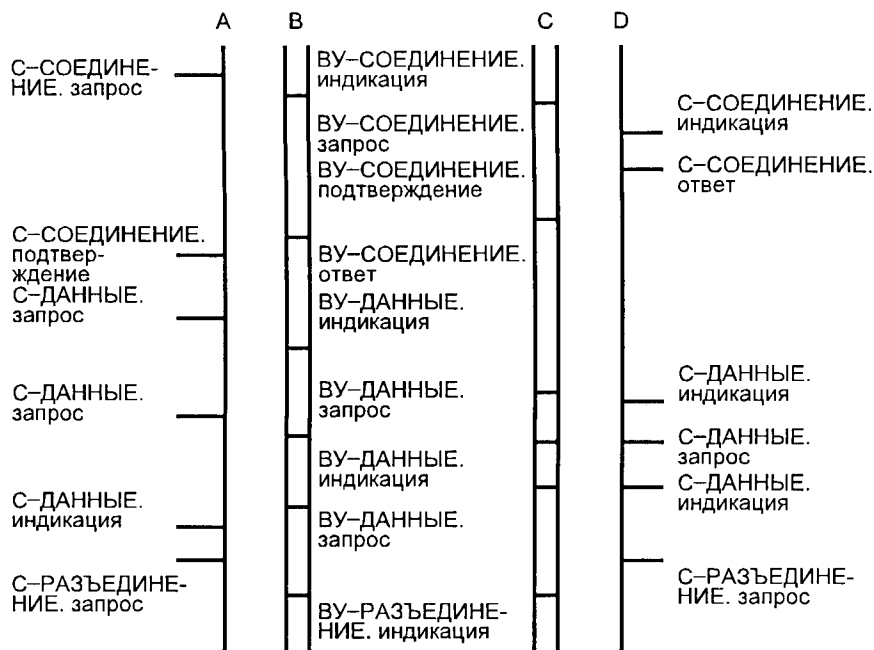 A
B
C
D
С–СОЕДИНЕ-
НИЕ. запрос
С–СОЕДИНЕНИЕ.
подтвер-
ждение
С–ДАННЫЕ.
запрос
С–ДАННЫЕ.
запрос
С–ДАННЫЕ.
индикация
С–РАЗЪЕДИНЕ-
НИЕ. запрос
ВУ–СОЕДИНЕНИЕ.
индикация
ВУ–СОЕДИНЕНИЕ.
запрос
ВУ–СОЕДИНЕНИЕ.
подтверждение
ВУ–СОЕДИНЕНИЕ.
ответ
ВУ–ДАННЫЕ.
индикация
ВУ–ДАННЫЕ.
запрос
ВУ–ДАННЫЕ.
индикация
ВУ–ДАННЫЕ.
запрос
ВУ–РАЗЪЕДИНЕ-
НИЕ. индикация
С–СОЕДИНЕНИЕ.
индикация
С–СОЕДИНЕНИЕ.
ответ
С–ДАННЫЕ.
индикация
С–ДАННЫЕ.
запрос
С–ДАННЫЕ.
индикация
С–РАЗЪЕДИНЕ-
НИЕ. запрос